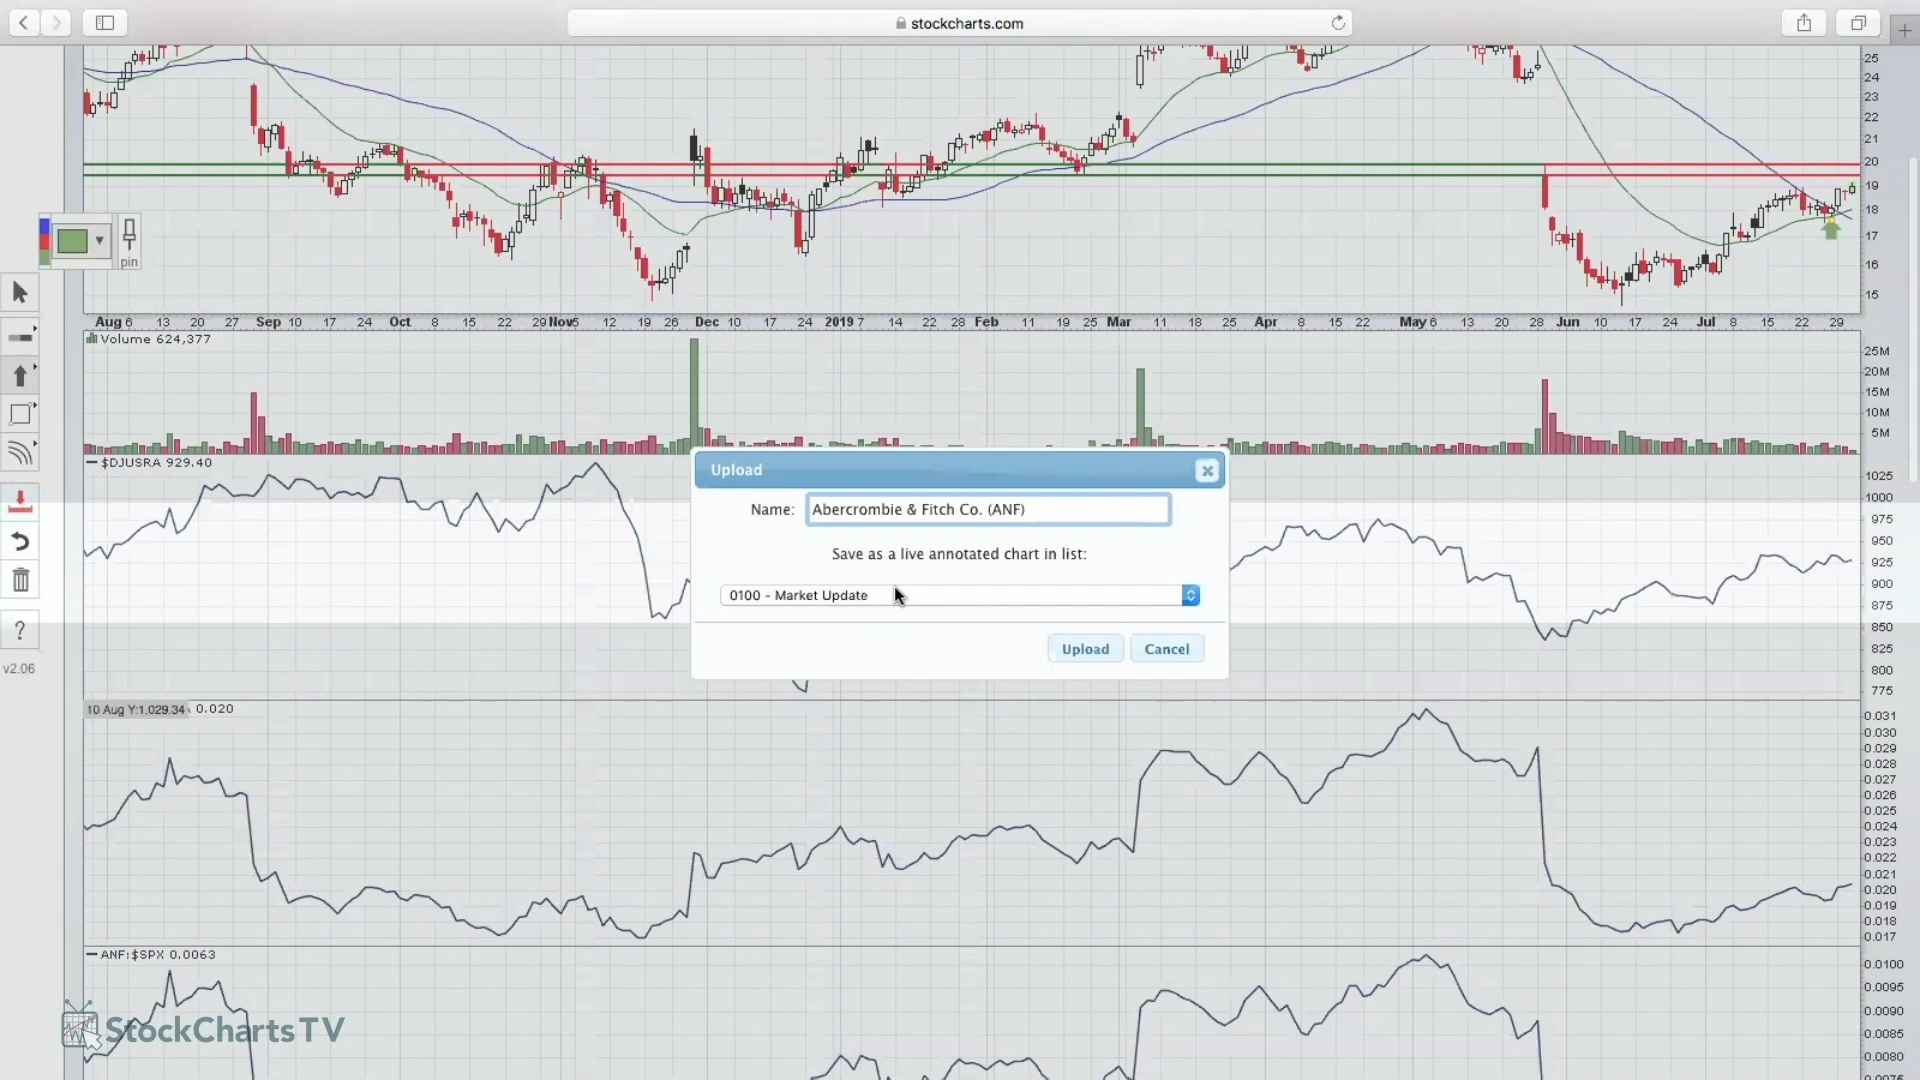 stockcharts.com
25
24
23
22
21
20
19
18
17
16
15
pin
Aug 6 13 20 27 Sep 10 17 24 Oct 8 15 22 29 Nov 5 12 19 26 Dec 10 17 24 2019 7 14 22 28 Feb 11 19 25 Mar 11 18 25 Apr 8 15 22 May 6 13 20 28 Jun 10 17 24 Jul 8 15 22 29
Volume 624,377
25M
20M
15M
10M
5M
$DJUSRA 929.40
1025
1000
975
950
925
900
875
850
825
800
775
Upload
Name: Abercrombie & Fitch Co. (ANF)
Save as a live annotated chart in list:
0100 - Market Update
Upload Cancel
?
v2.06
10 Aug Y:1,029.34 0.020
0.031
0.030
0.029
0.028
0.027
0.026
0.025
0.024
0.023
0.022
0.021
0.020
0.019
0.018
0.017
ANF:$SPX 0.0063
0.0100
0.0095
0.0090
0.0085
0.0080
StockChartsTV